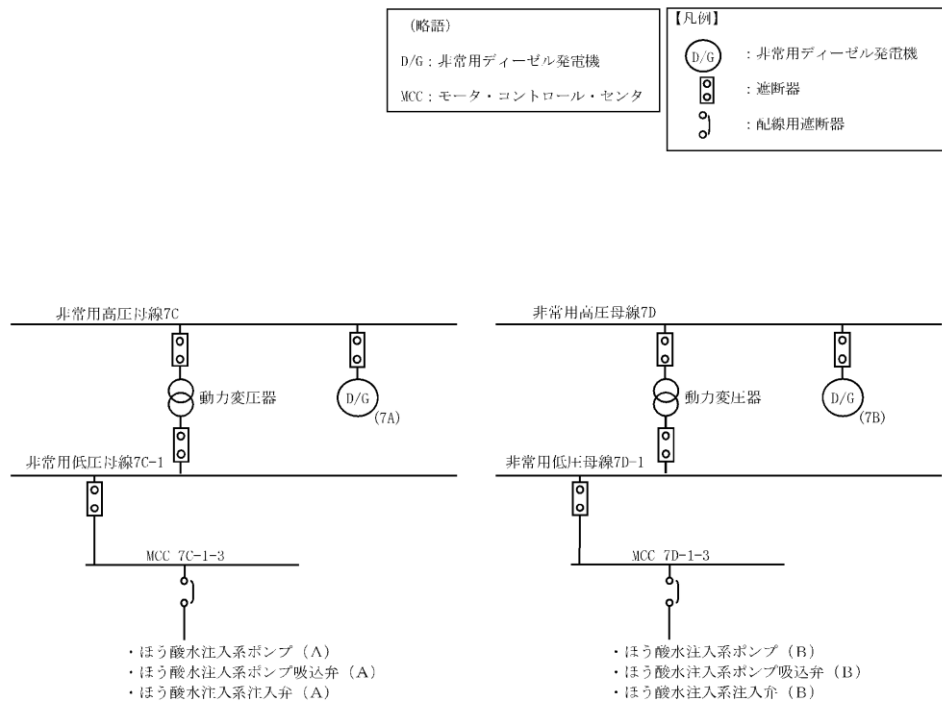 (略語)
D/G:非常用ディーゼル発電機
MCC:モータ・コントロール・センタ
【凡例】
D/G :非常用ディーゼル発電機
:遮断器
:配線用遮断器
非常用高圧母線7C
動力変圧器
D/G
(7A)
非常用低圧母線7C-1
MCC 7C-1-3
・ほう酸水注入系ポンプ(A)
・ほう酸水注入系ポンプ吸込弁(A)
・ほう酸水注入系注入弁(A)
非常用高圧母線7D
動力変圧器
D/G
(7B)
非常用低圧母線7D-1
MCC 7D-1-3
・ほう酸水注入系ポンプ(B)
・ほう酸水注入系ポンプ吸込弁(B)
・ほう酸水注入系注入弁(B)